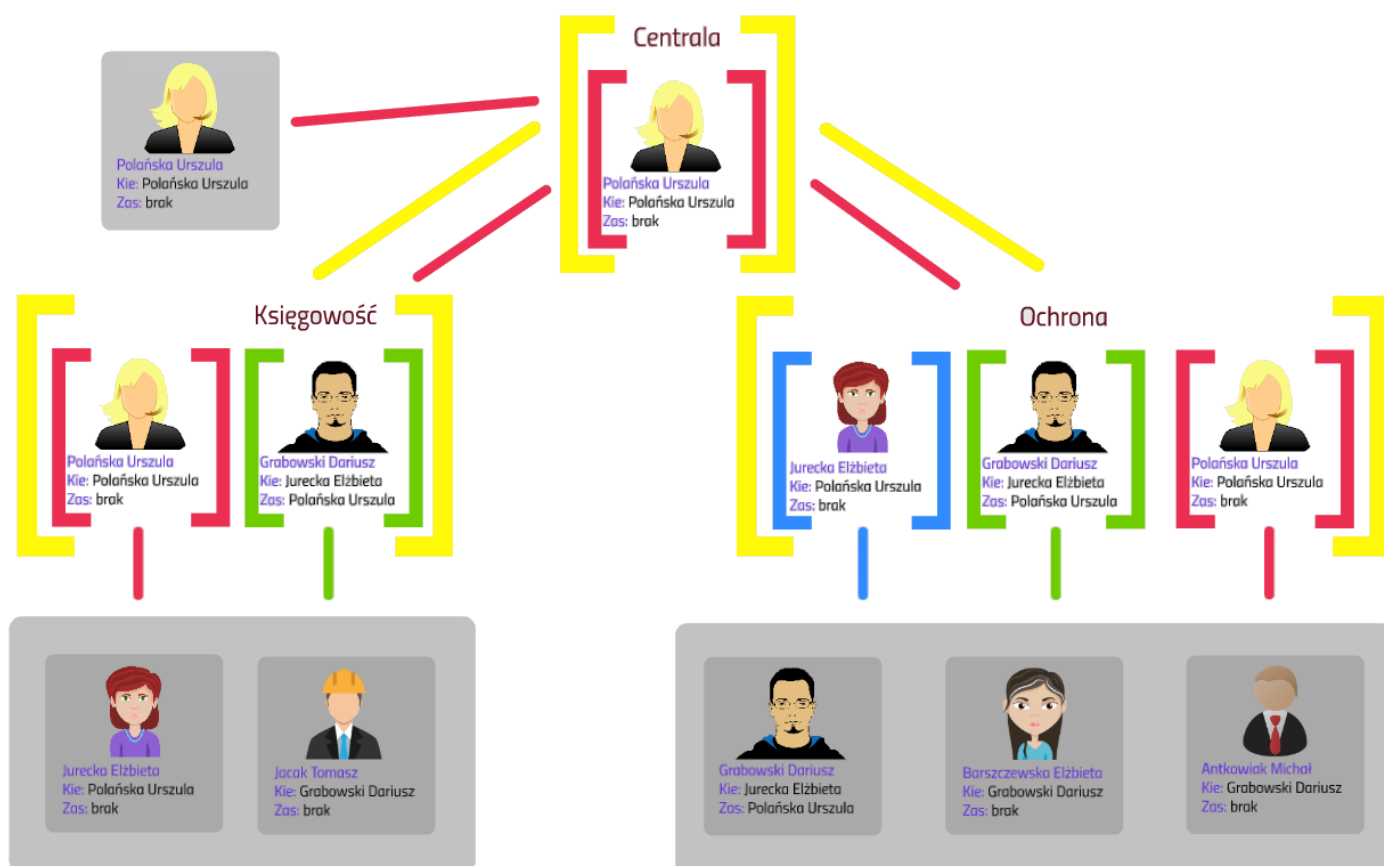 Centrala
Polańska Urszula
Kie: Polańska Urszula
Zas: brak
Polańska Urszula
Kie: Polańska Urszula
Zas: brak
Księgowość
Polańska Urszula
Kie: Polańska Urszula
Zas: brak
Grabowski Dariusz
Kie: Jurecka Elżbieta
Zas: Polańska Urszula
Ochrona
Jurecka Elżbieta
Kie: Polańska Urszula
Zas: brak
Grabowski Dariusz
Kie: Jurecka Elżbieta
Zas: Polańska Urszula
Polańska Urszula
Kie: Polańska Urszula
Zas: brak
Jurecka Elżbieta
Kie: Polańska Urszula
Zas: brak
Jacak Tomasz
Kie: Grabowski Dariusz
Zas: brak
Grabowski Dariusz
Kie: Jurecka Elżbieta
Zas: Polańska Urszula
Barszczewska Elżbieta
Kie: Grabowski Dariusz
Zas: brak
Antkowiak Michał
Kie: Grabowski Dariusz
Zas: brak